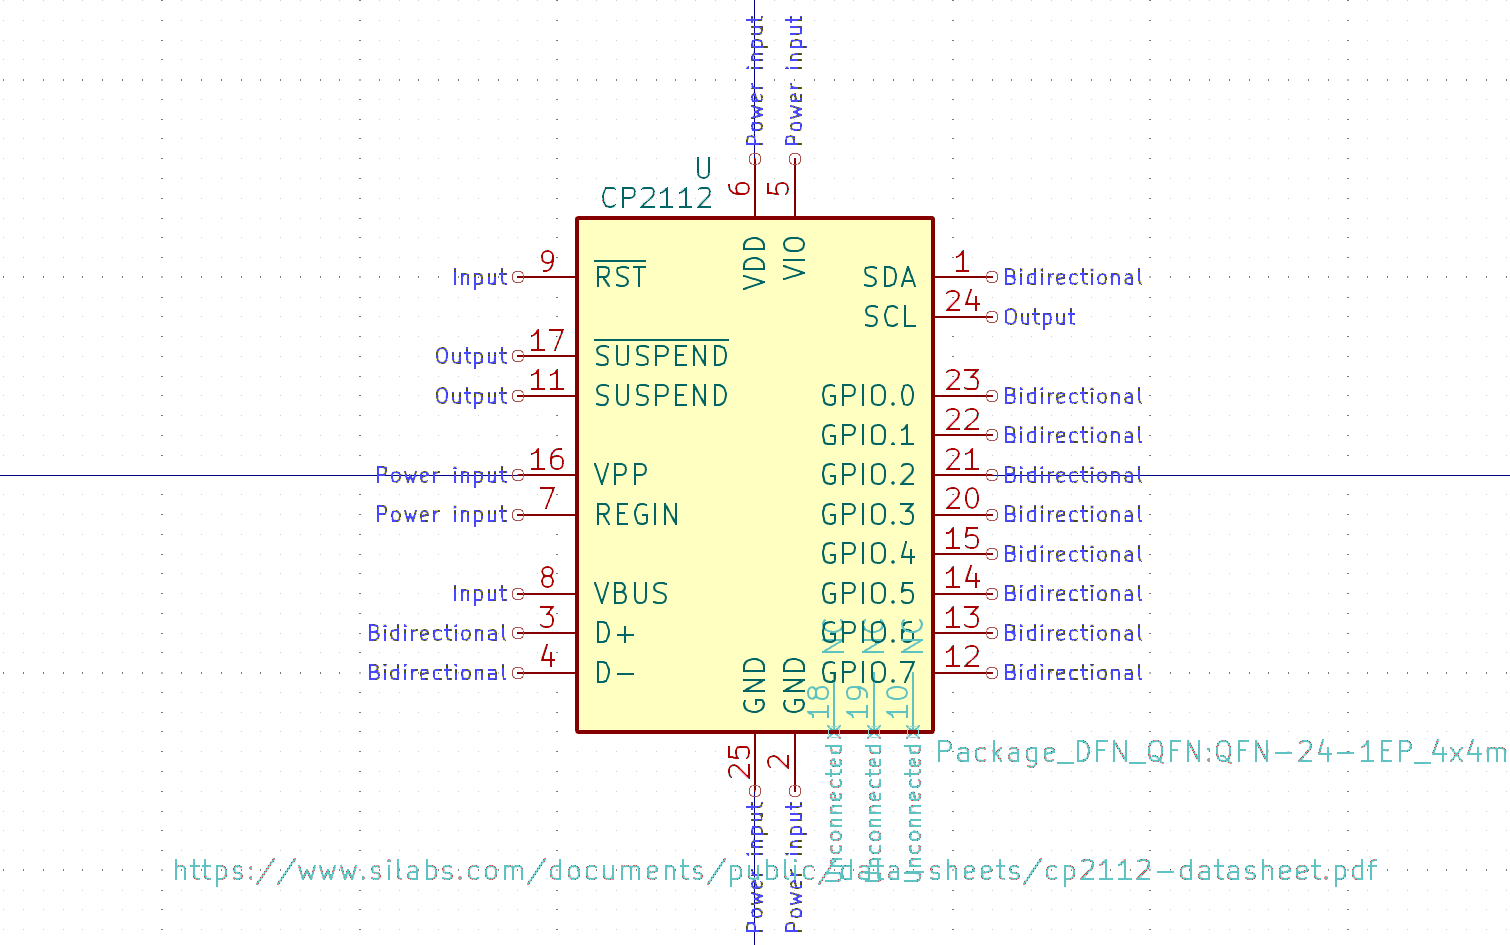 Power input
Power input
U
CP2112
6
5
VDD
VIO
Input
9
RST
SDA
1
Bidirectional
SCL
24
Output
Output
17
SUSPEND
Output
11
SUSPEND
GPIO.0
23
Bidirectional
GPIO.1
22
Bidirectional
Power input
16
VPP
GPIO.2
21
Bidirectional
Power input
7
REGIN
GPIO.3
20
Bidirectional
GPIO.4
15
Bidirectional
Input
8
VBUS
GPIO.5
14
Bidirectional
Bidirectional
3
D+
GPIO.6
13
Bidirectional
Bidirectional
4
D-
GPIO.7
12
Bidirectional
GND
GND
NC
NC
NC
18
19
10
25
2
Package_DFN_QFN:QFN-24-1EP_4x4m
Power input
Power input
Unconnected
Unconnected
Unconnected
https://www.silabs.com/documents/public/data-sheets/cp2112-datasheet.pdf